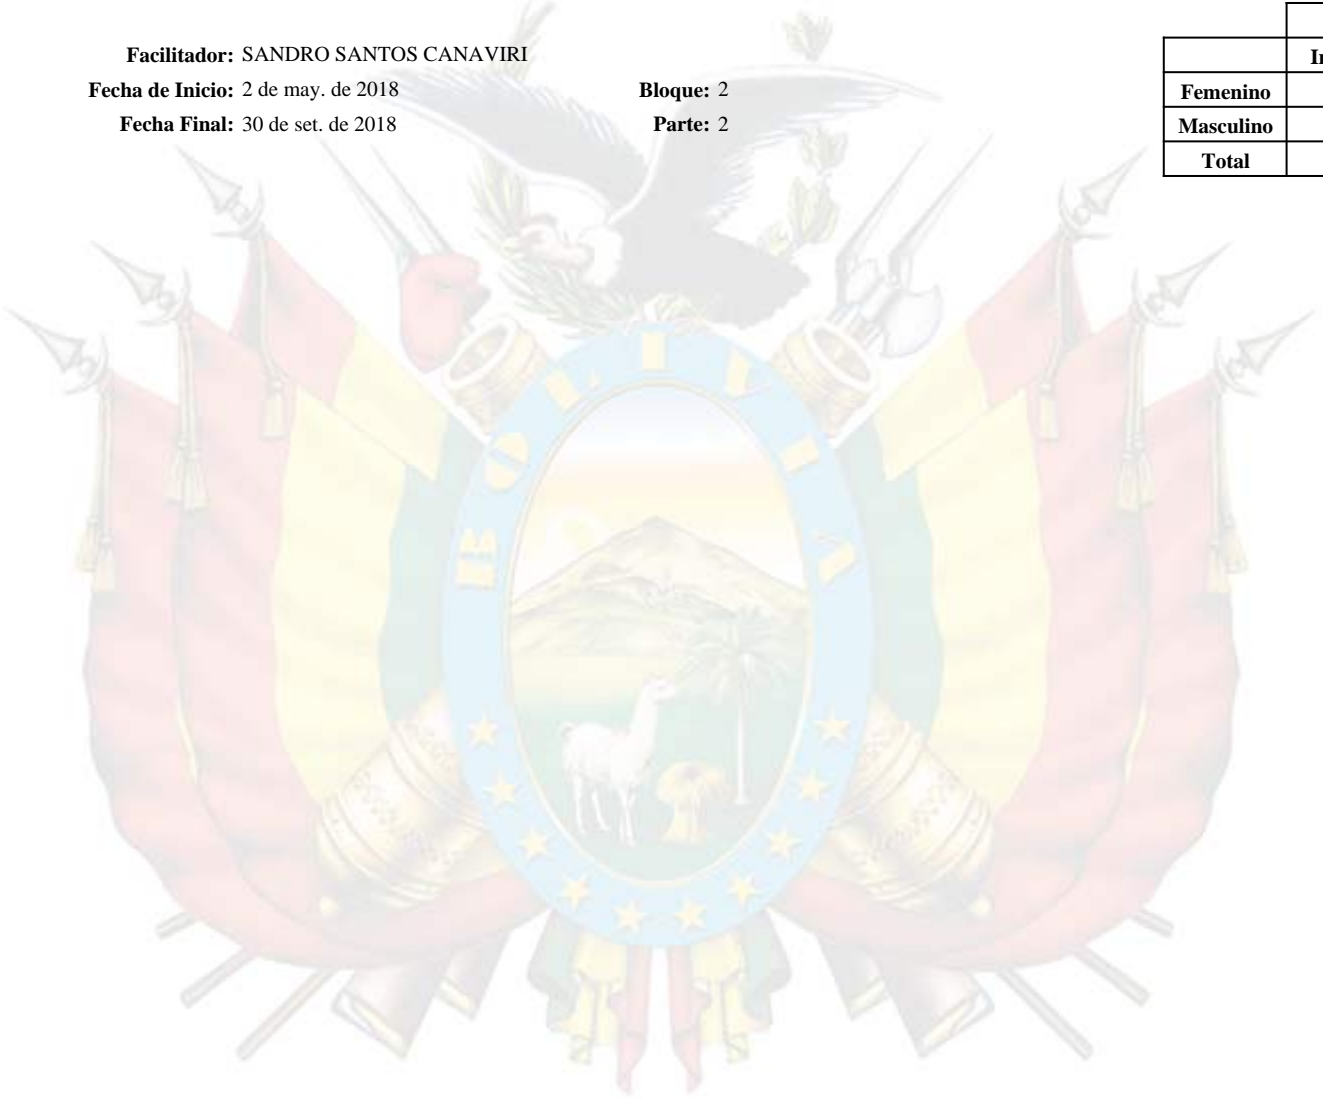 Facilitador: SANDRO SANTOS CANAVIRI
Fecha de Inicio: 2 de may. de 2018 Bloque: 2
Fecha Final: 30 de set. de 2018 Parte: 2
Femenino
Masculino
Total
BOLIVIA